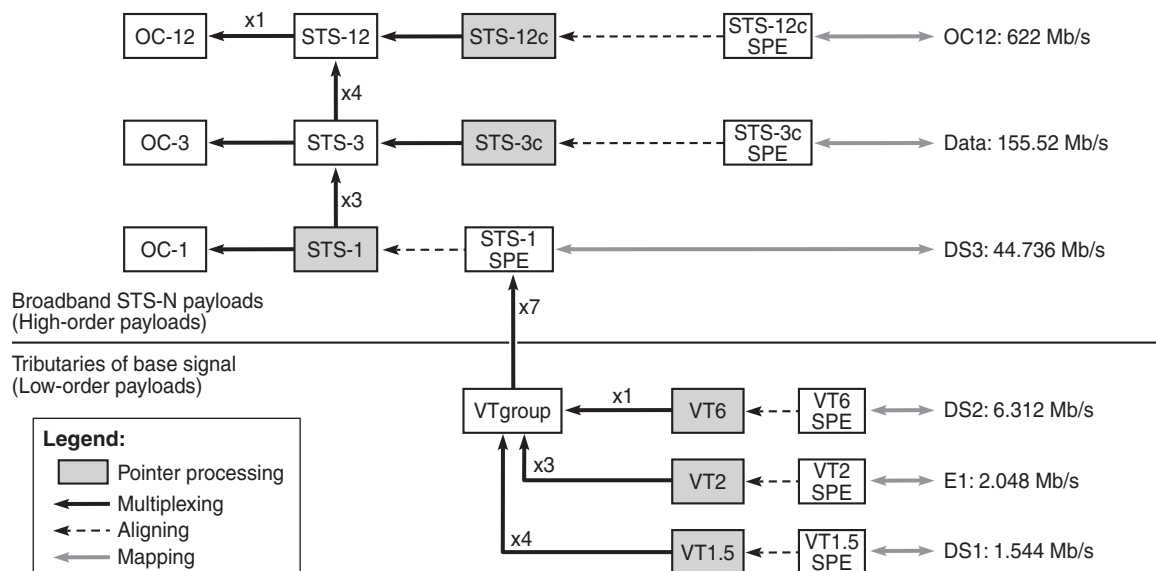 x1
OC-12
STS-12
STS-12c
STS-12c
SPE
OC12: 622 Mb/s
x4
OC-3
STS-3
STS-3c
STS-3c
SPE
Data: 155.52 Mb/s
x3
OC-1
STS-1
STS-1
SPE
DS3: 44.736 Mb/s
Broadband STS-N payloads
(High-order payloads)
x7
Tributaries of base signal
(Low-order payloads)
VTgroup
x1
VT6
VT6
SPE
DS2: 6.312 Mb/s
x3
VT2
VT2
SPE
E1: 2.048 Mb/s
x4
VT1.5
VT1.5
SPE
DS1: 1.544 Mb/s
Legend:
Pointer processing
Multiplexing
Aligning
Mapping